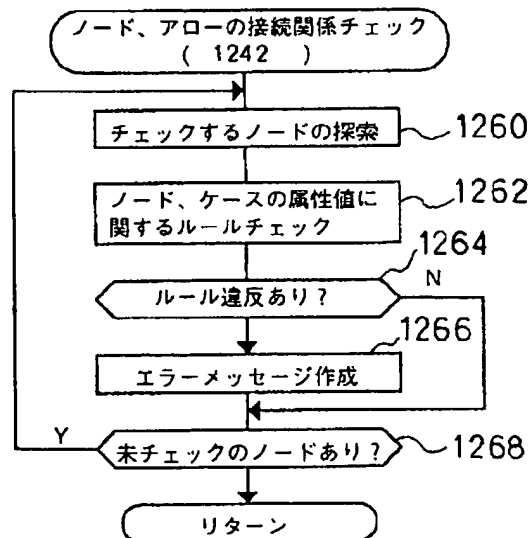 ノード、アローの接続関係チェック
( 1242 )
チェックするノードの探索
1260
ノード、ケースの属性値に
関するルールチェック
1262
1264
ルール違反あり?
N
1266
エラーメッセージ作成
Y
未チェックのノードあり?
1268
リターン